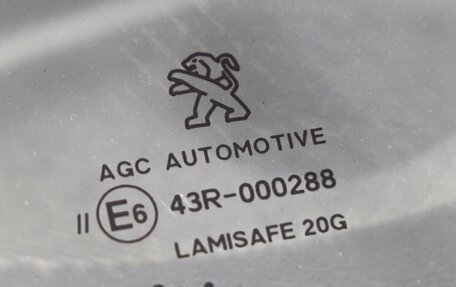 AGC AUTOMOTIVE
II E6 43R-000288
LAMISAFE 20G